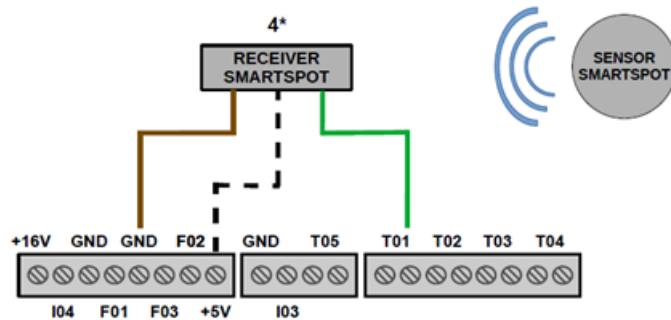 4*
RECEIVER
SMARTSPOT
SENSOR
SMARTSPOT
+16V GND GND F02 GND T05 T01 T02 T03 T04
I04 F01 F03 +5V I03